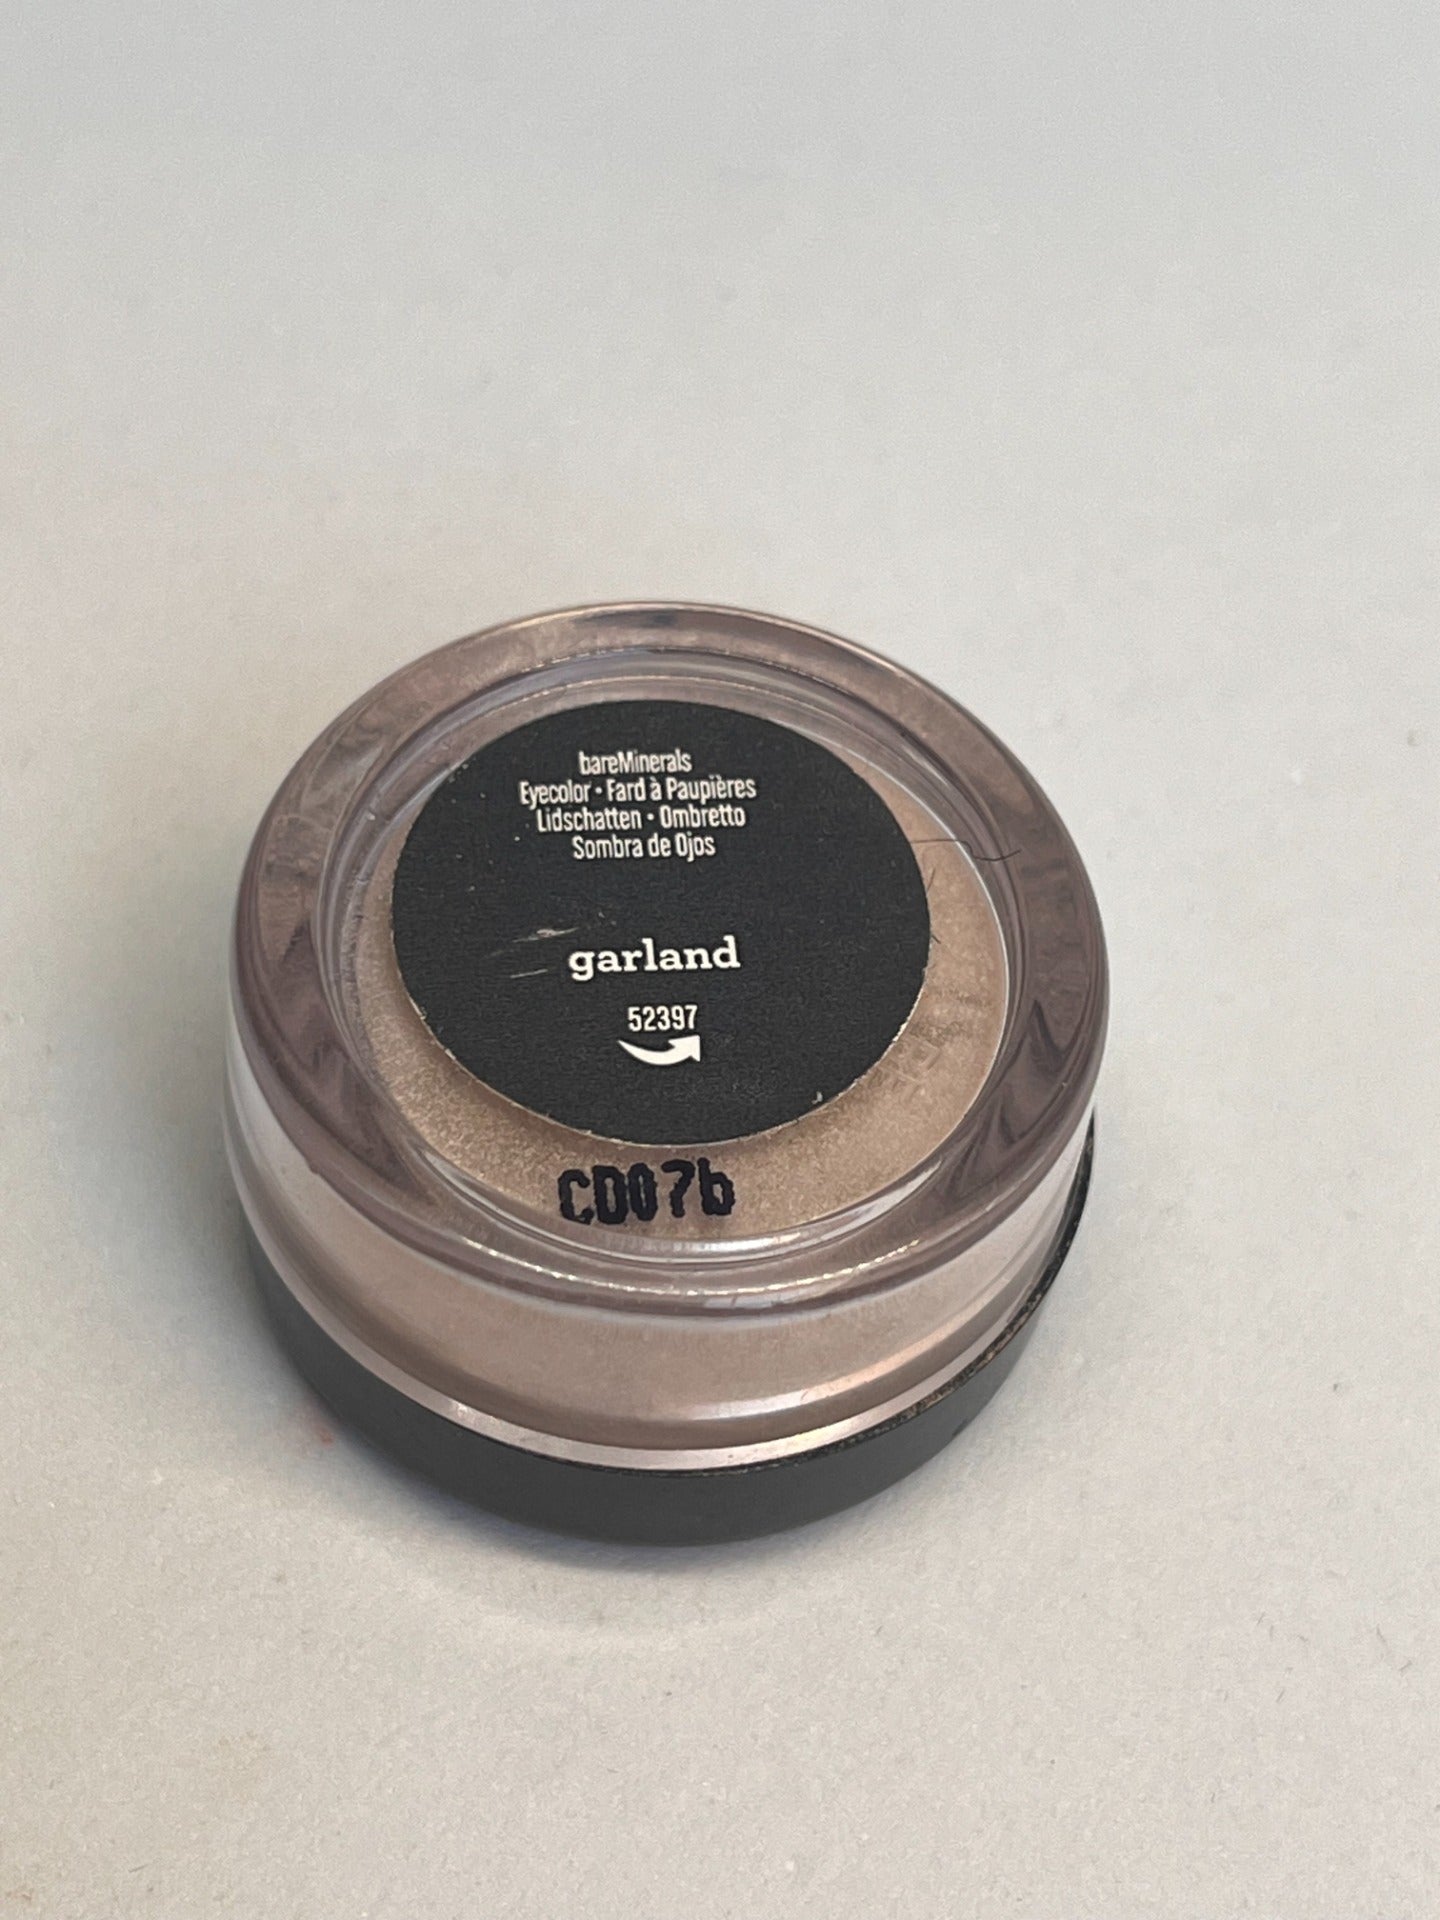 bareMinerals
Eyecolor • Fard à Paupières
Lidschatten • Ombretto
Sombra de Ojos
garland
52397
CD07b